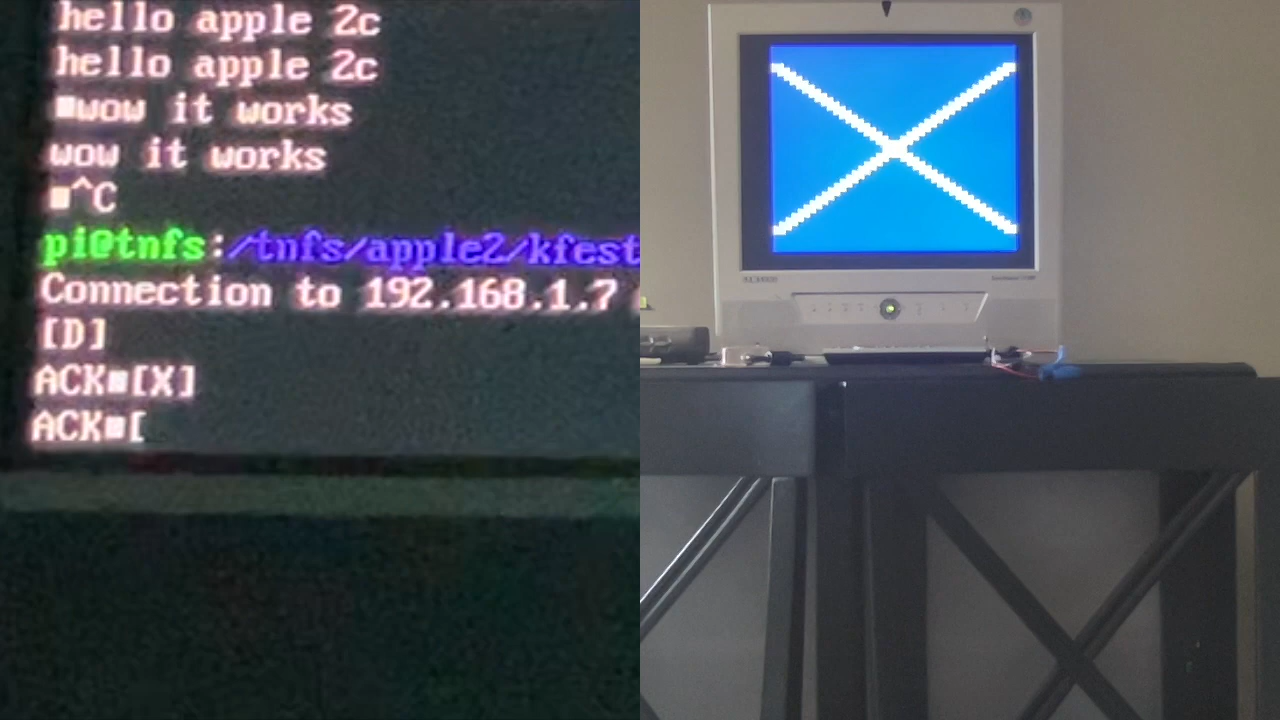 hello apple 2c
hello apple 2c
■wow it works
wow it works
■^C
pi@tnfs:/tnfs/apple2/kfest
Connection to 192.168.1.7
[D]
ACK■[X]
ACK■[